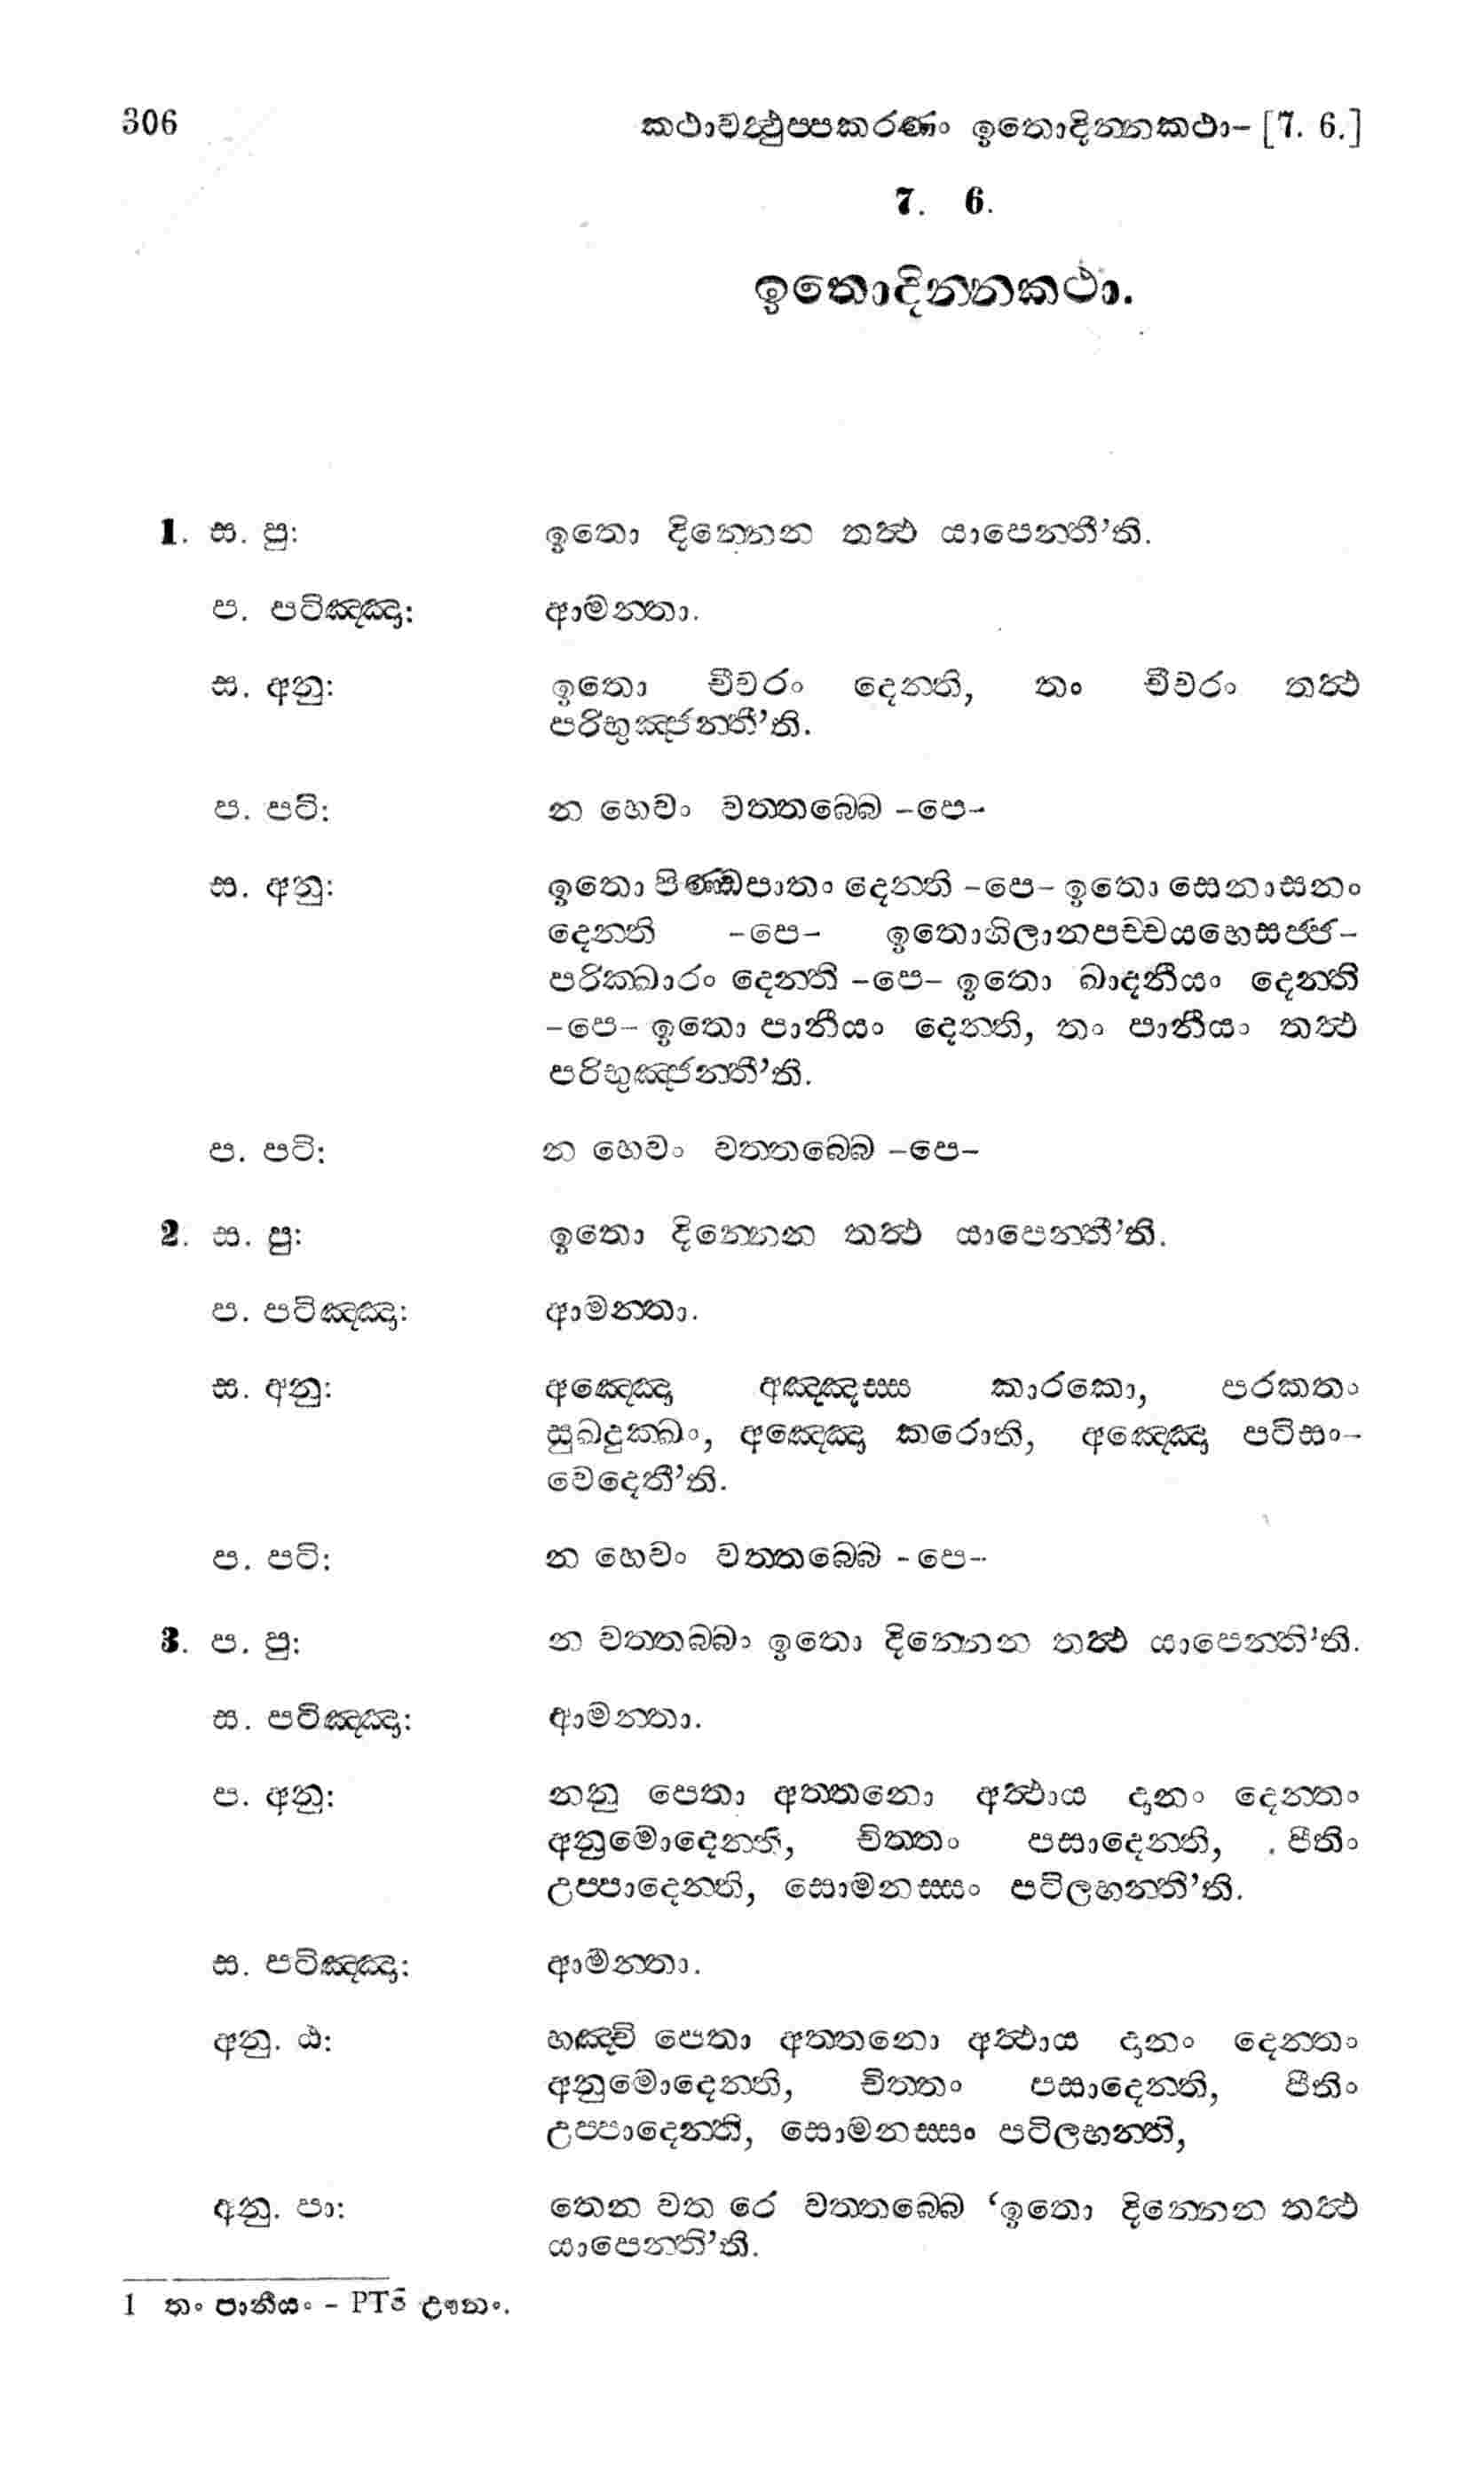 306 කථාවත්ථුප්පකරණං ඉතොදින්නකථා- [7. 6.]
7. 6.
ඉතොදින්නකථා.
1. ස. පු: ඉතො දින්නෙන තත්ථ යාපෙන්තී’ති.
ප. පටිඤ්ඤා: ආමන්තා.
ස. අනු: ඉතො චීවරං දෙන්ති, තං චීවරං තත්ථ
පරිභුඤ්ජන්තී’ති.
ප. පටි: න හෙවං වත්තබ්බෙ -පෙ-
ස. අනු: ඉතො පිණ්ඩපාතං දෙන්ති -පෙ- ඉතො සෙනාසනං
දෙන්ති -පෙ- ඉතොගිලානපච්චයභෙසජ්ජ-
පරික්ඛාරං දෙන්ති -පෙ- ඉතො ඛාදනීයං දෙන්ති
-පෙ- ඉතො පානීයං දෙන්ති, තං පානීයං තත්ථ
පරිභුඤ්ජන්තී’ති.
ප. පටි: න හෙවං වත්තබ්බෙ -පෙ-
2. ස. පු: ඉතො දින්නෙන තත්ථ යාපෙන්තී’ති.
ප. පටිඤ්ඤා: ආමන්තා.
ස. අනු: අඤ්ඤො අඤ්ඤස්ස කාරකො, පරකතං
සුඛදුක්ඛං, අඤ්ඤො කරොති, අඤ්ඤො පටිසං-
වෙදෙතී’ති.
ප. පටි: න හෙවං වත්තබ්බෙ -පෙ-
3. ප. පු: න වත්තබ්බං ඉතො දින්නෙන තත්ථ යාපෙන්ති’ති.
ස. පටිඤ්ඤා: ආමන්තා.
ප. අනු: නනු පෙතා අත්තනො අත්ථාය දානං දෙන්තං
අනුමොදෙන්ති, චිත්තං පසාදෙන්ති, පීතිං
උප්පාදෙන්ති, සොමනස්සං පටිලභන්තී’ති.
ස. පටිඤ්ඤා: ආමන්තා.
අනු. ඨ: හඤ්චි පෙතා අත්තනො අත්ථාය දානං දෙන්තං
අනුමොදෙන්ති, චිත්තං පසාදෙන්ති, පීතිං
උප්පාදෙන්ති, සොමනස්සං පටිලභන්ති,
අනු. පා: තෙන වත රෙ වත්තබ්බෙ ‘ඉතො දින්නෙන තත්ථ
යාපෙන්ති’ති.
1 තං පානීයං - PTS ඌනං.